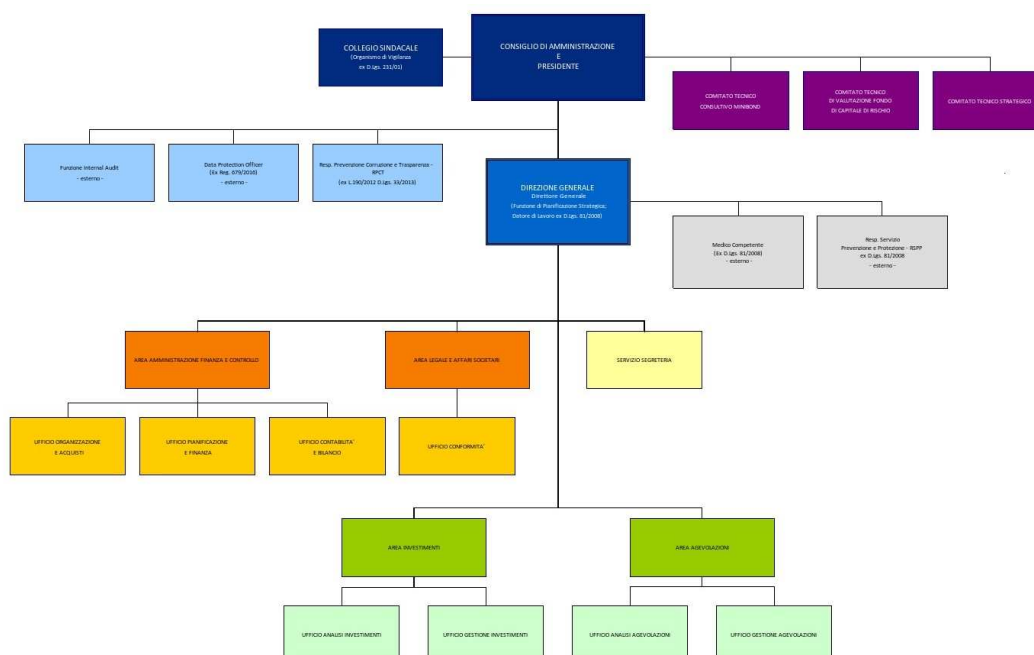 COLLEGIO SINDACALE
(Organismo di Vigilanza
ex D.Lgs. 231/01)
CONSIGLIO DI AMMINISTRAZIONE
E
PRESIDENTE
COMITATO TECNICO
CONSULTIVO MINIBOND
COMITATO TECNICO
DI VALUTAZIONE FONDO
DI CAPITALE DI RISCHIO
COMITATO TECNICO STRATEGICO
Funzione Internal Audit
- esterno -
Data Protection Officer
(Ex Reg. 679/2016)
- esterno -
Resp. Prevenzione Corruzione e Trasparenza -
RPCT
(ex L.190/2012 D.Lgs. 33/2013)
DIREZIONE GENERALE
Direttore Generale
(Funzione di Pianificazione Strategica;
Datore di Lavoro ex D.Lgs. 81/2008)
Medico Competente
(Ex D.Lgs. 81/2008)
- esterno -
Resp. Servizio
Prevenzione e Protezione - RSPP
ex D.Lgs. 81/2008
- esterno -
AREA AMMINISTRAZIONE FINANZA E CONTROLLO
AREA LEGALE E AFFARI SOCIETARI
SERVIZIO SEGRETERIA
UFFICIO ORGANIZZAZIONE
E ACQUISTI
UFFICIO PIANIFICAZIONE
E FINANZA
UFFICIO CONTABILITA'
E BILANCIO
UFFICIO CONFORMITA'
AREA INVESTIMENTI
AREA AGEVOLAZIONI
UFFICIO ANALISI INVESTIMENTI
UFFICIO GESTIONE INVESTIMENTI
UFFICIO ANALISI AGEVOLAZIONI
UFFICIO GESTIONE AGEVOLAZIONI